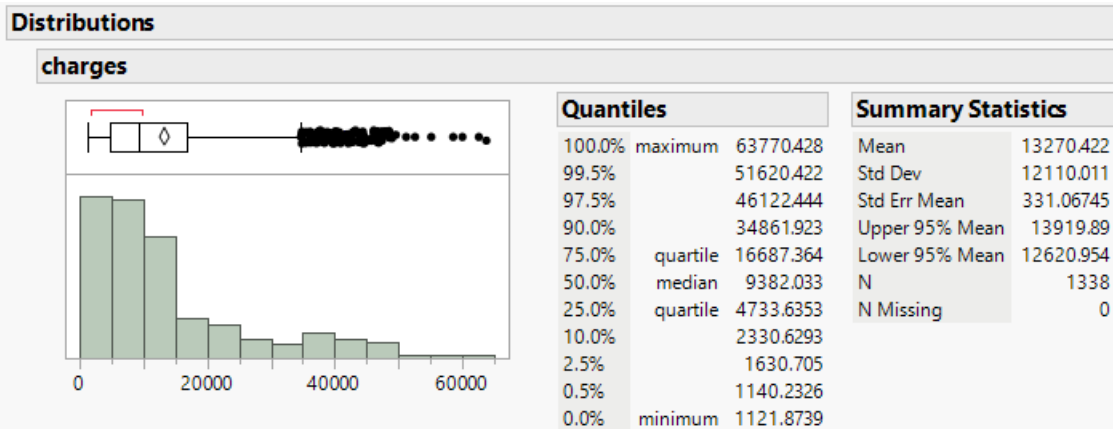 Distributions
charges
0 20000 40000 60000
Quantiles
100.0% maximum 63770.428
99.5% 51620.422
97.5% 46122.444
90.0% 34861.923
75.0% quartile 16687.364
50.0% median 9382.033
25.0% quartile 4733.6353
10.0% 2330.6293
2.5% 1630.705
0.5% 1140.2326
0.0% minimum 1121.8739
Summary Statistics
Mean 13270.422
Std Dev 12110.011
Std Err Mean 331.06745
Upper 95% Mean 13919.89
Lower 95% Mean 12620.954
N 1338
N Missing 0